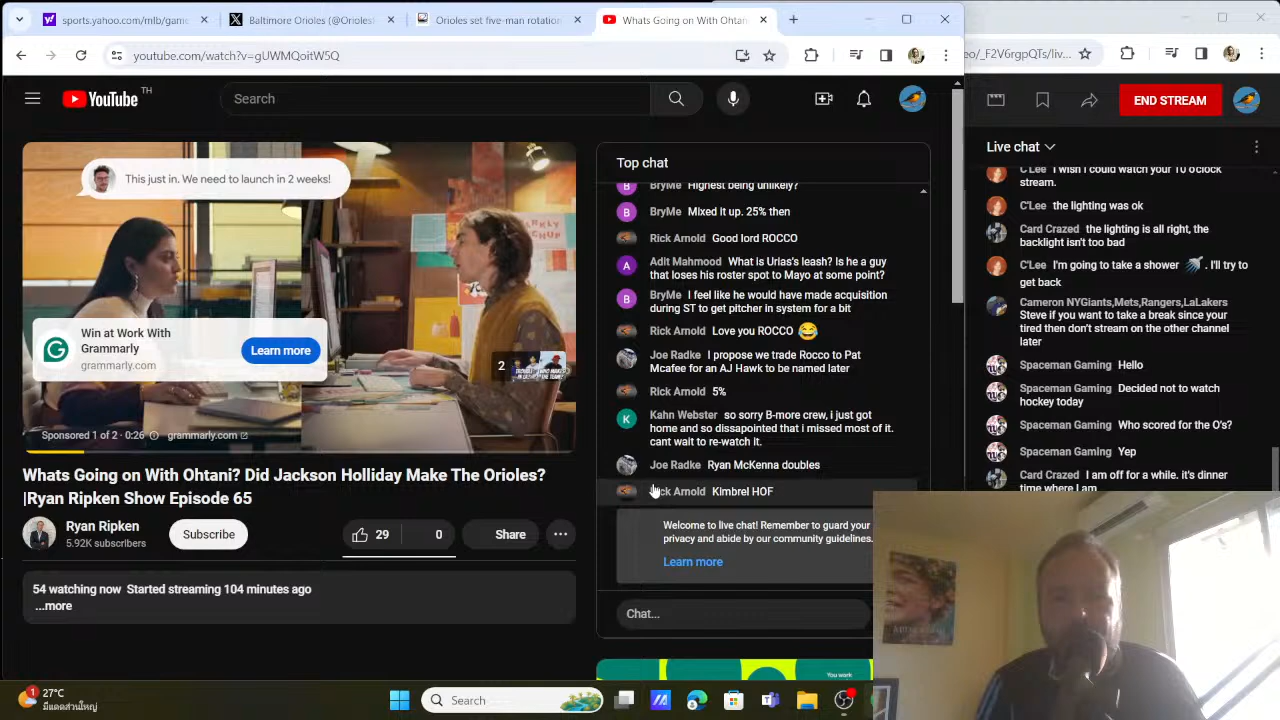 sports.yahoo.com/mlb/gam
Baltimore Orioles (@Orioles
Orioles set five-man rotation
Whats Going on With Ohtani
youtube.com/watch?v=gUWMQoitW5Q
eo/_F2V6rgpQTs/liv...
YouTube TH
Search
END STREAM
This just in. We need to launch in 2 weeks!
Win at Work With
Grammarly
grammarly.com
Learn more
2
Sponsored 1 of 2 · 0:26
grammarly.com
Whats Going on With Ohtani? Did Jackson Holliday Make The Orioles?
|Ryan Ripken Show Episode 65
Ryan Ripken
5.92K subscribers
Subscribe
29
0
Share
54 watching now Started streaming 104 minutes ago
...more
Top chat
BryMe Highest being unlikely?
BryMe Mixed it up. 25% then
Rick Arnold Good lord ROCCO
Adit Mahmood What is Urias's leash? Is he a guy
that loses his roster spot to Mayo at some point?
BryMe I feel like he would have made acquisition
during ST to get pitcher in system for a bit
Rick Arnold Love you ROCCO 😂
Joe Radke I propose we trade Rocco to Pat
Mcafee for an AJ Hawk to be named later
Rick Arnold 5%
Kahn Webster so sorry B-more crew, i just got
home and so dissapointed that i missed most of it.
cant wait to re-watch it.
Joe Radke Ryan McKenna doubles
Rick Arnold KImbrel HOF
Welcome to live chat! Remember to guard your
privacy and abide by our community guidelines.
Learn more
Chat...
You work
Live chat
C'Lee I wish I could watch your 10 o'clock
stream.
C'Lee the lighting was ok
Card Crazed the lighting is all right, the
backlight isn't too bad
C'Lee I'm going to take a shower 🚿. I'll try to
get back
Cameron NYGiants,Mets,Rangers,LaLakers
Steve if you want to take a break since your
tired then don't stream on the other channel
later
Spaceman Gaming Hello
Spaceman Gaming Decided not to watch
hockey today
Spaceman Gaming Who scored for the O's?
Spaceman Gaming Yep
Card Crazed I am off for a while. it's dinner
time where I am
1
27°C
มีแดดส่วนใหญ่
Search